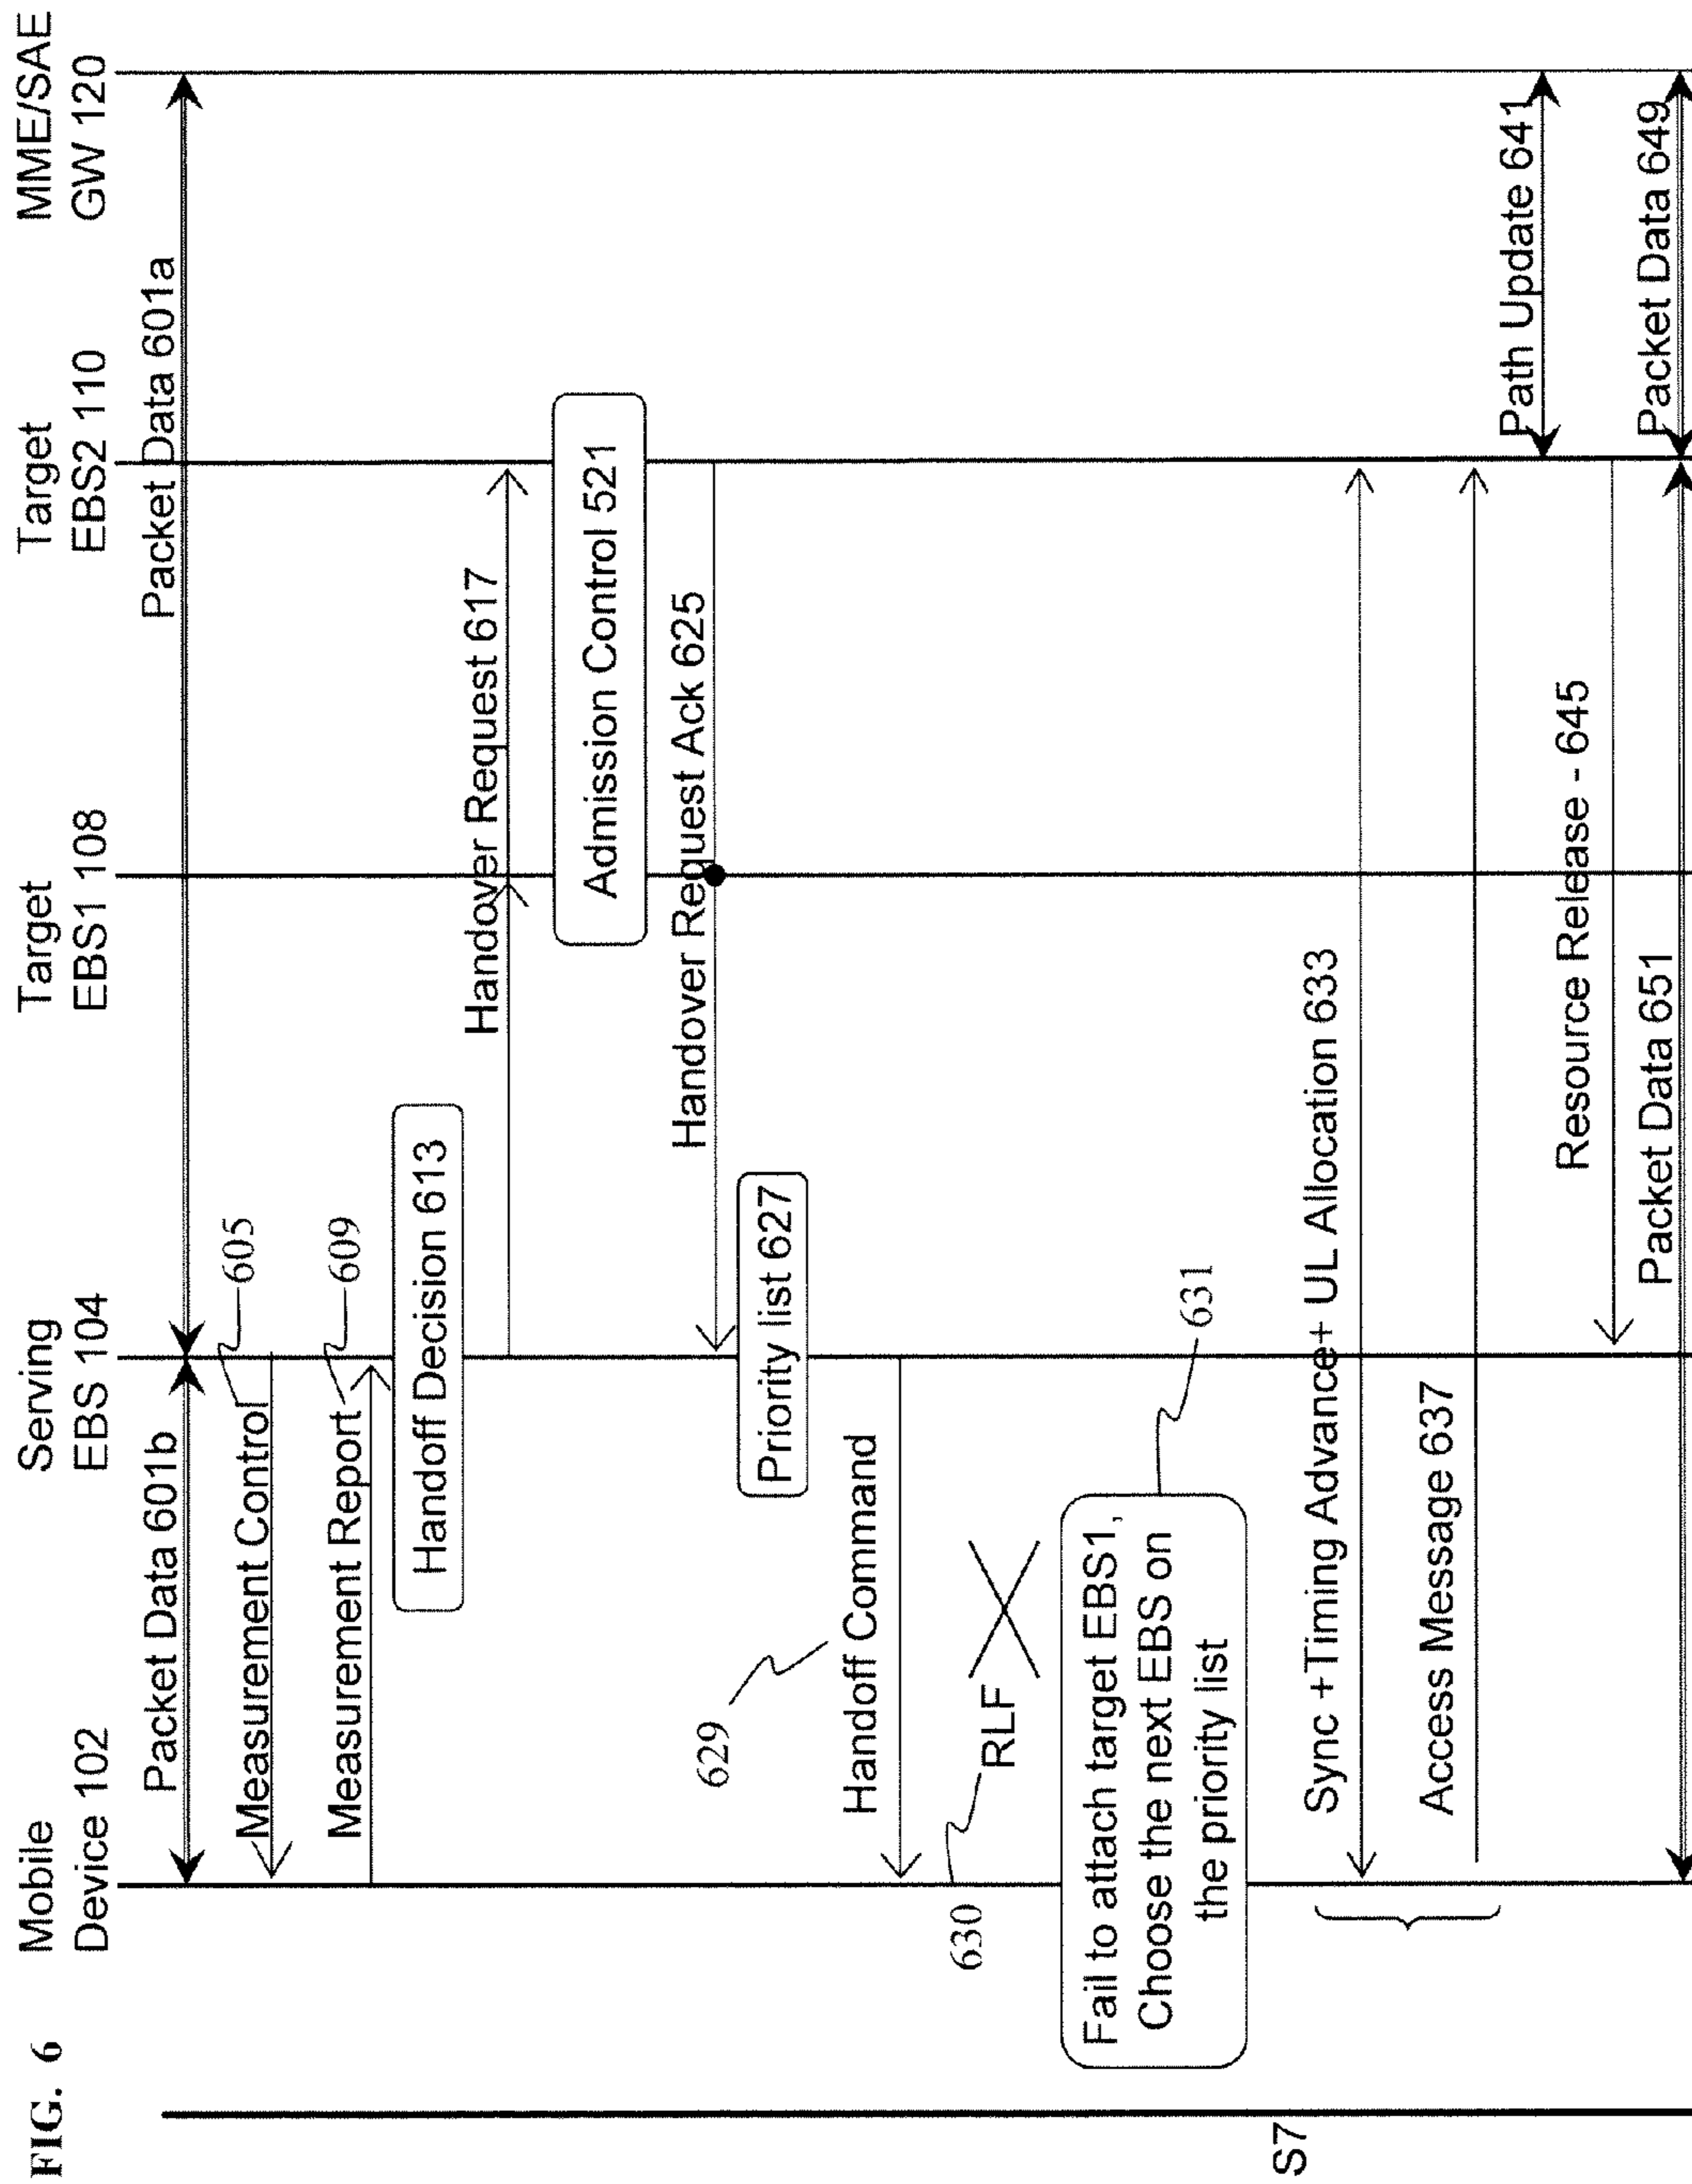 FIG. 6
Mobile
Device 102
Serving
EBS 104
Target
EBS1 108
Target
EBS2 110
MME/SAE
GW 120
Packet Data 601b
Packet Data 601a
Measurement Control
605
Measurement Report
609
Handoff Decision 613
Handover Request 617
Admission Control 521
Handover Request Ack 625
Priority list 627
629
Handoff Command
630
RLF
Fail to attach target EBS1,
Choose the next EBS on
the priority list
631
S7
Sync +Timing Advance+ UL Allocation 633
Access Message 637
Path Update 641
Resource Release - 645
Packet Data 651
Packet Data 649